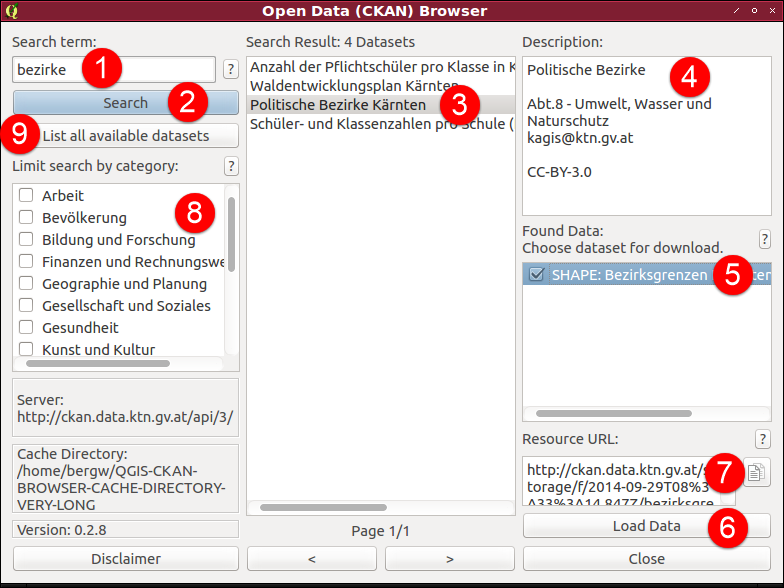 Open Data (CKAN) Browser
Search term:
bezirke
?
1
Search
2
List all available datasets
9
Limit search by category:
?
Arbeit
Bevölkerung
Bildung und Forschung
Finanzen und Rechnungswe
Geographie und Planung
Gesellschaft und Soziales
Gesundheit
Kunst und Kultur
8
Server:
http://ckan.data.ktn.gv.at/api/3/
Cache Directory:
/home/bergw/QGIS-CKAN-
BROWSER-CACHE-DIRECTORY-
VERY-LONG
Version: 0.2.8
Disclaimer
Search Result: 4 Datasets
Anzahl der Pflichtschüler pro Klasse in K
Waldentwicklungsplan Kärnten
Politische Bezirke Kärnten
3
Schüler- und Klassenzahlen pro Schule (
Page 1/1
<
>
Description:
Politische Bezirke
4
Abt.8 - Umwelt, Wasser und
Naturschutz
kagis@ktn.gv.at
CC-BY-3.0
Found Data:
Choose dataset for download.
?
SHAPE: Bezirksgrenzen
5
Resource URL:
?
http://ckan.data.ktn.gv.at/
torage/f/2014-09-29T08%3
A33%3A14.847Z/bezirksgre
7
Load Data
6
Close